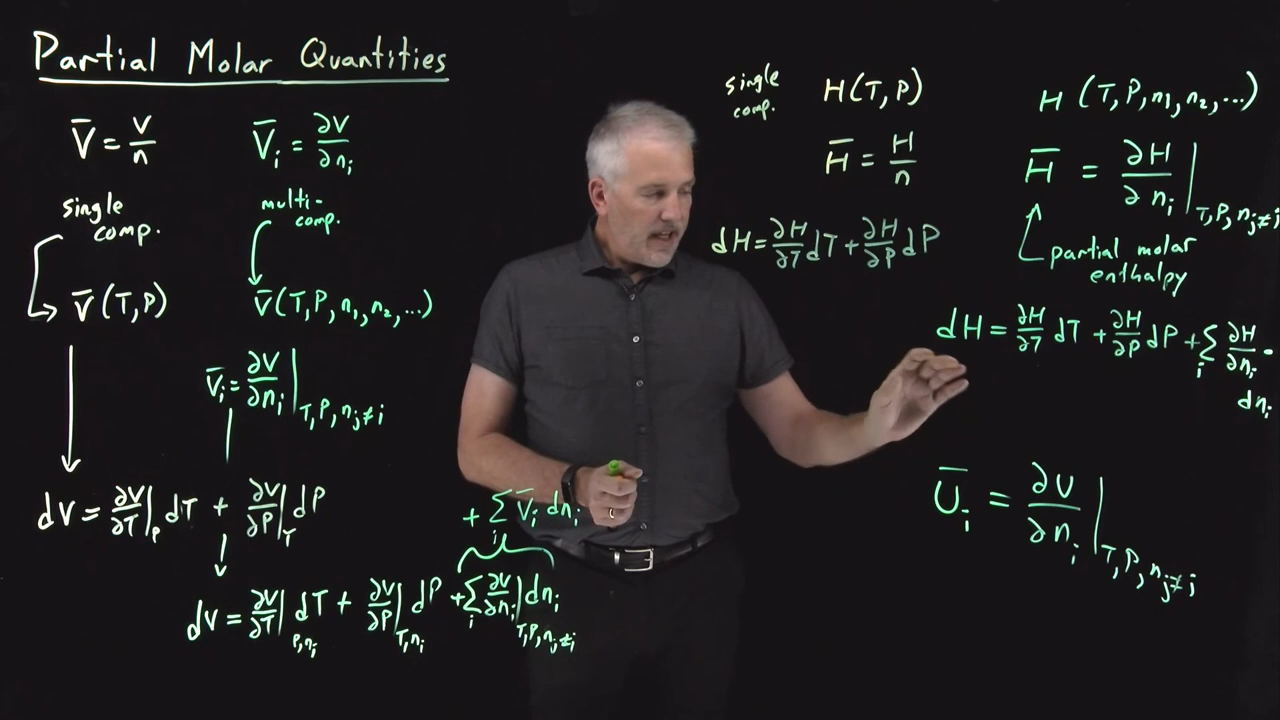 Partial Molar Quantities
V̄ = V/n
V̄ᵢ = ∂V/∂nᵢ
single comp.
multi-
comp.
V̄(T,P)
V̄(T,P,n₁,n₂,...)
V̄ᵢ = ∂V/∂nᵢ |T,P,nⱼ≠ᵢ
dV = ∂V/∂T|P dT + ∂V/∂P|T dP
+ Σᵢ V̄ᵢ dnᵢ
dV = ∂V/∂T|P,nᵢ dT + ∂V/∂P|T,nᵢ dP + Σᵢ ∂V/∂nᵢ|T,P,nⱼ≠ᵢ dnᵢ
single
comp.
H(T,P)
H̄ = H/n
dH = ∂H/∂T dT + ∂H/∂P dP
H (T,P,n₁,n₂,...)
H̄ = ∂H/∂nᵢ |T,P,nⱼ≠
partial molar
enthalpy
dH = ∂H/∂T dT + ∂H/∂P dP + Σᵢ ∂H/∂nᵢ ·
dnᵢ
Ūᵢ = ∂U/∂nᵢ |T,P,nⱼ≠ᵢ